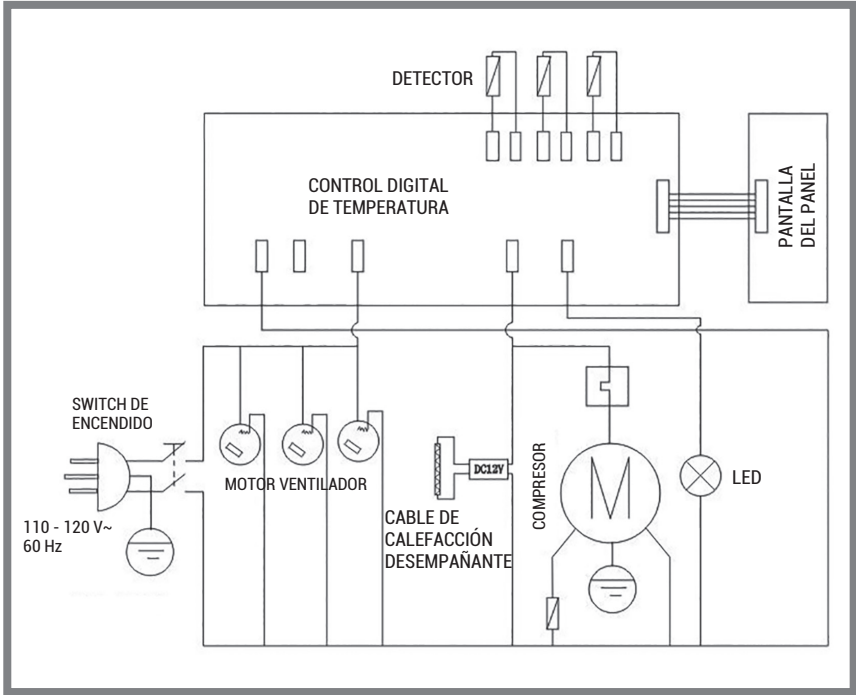 DETECTOR
CONTROL DIGITAL
DE TEMPERATURA
PANTALLA
DEL PANEL
SWITCH DE
ENCENDIDO
110 - 120 V~
60 Hz
MOTOR VENTILADOR
DC12V
CABLE DE
CALEFACCIÓN
DESEMPAÑANTE
COMPRESOR
M
LED